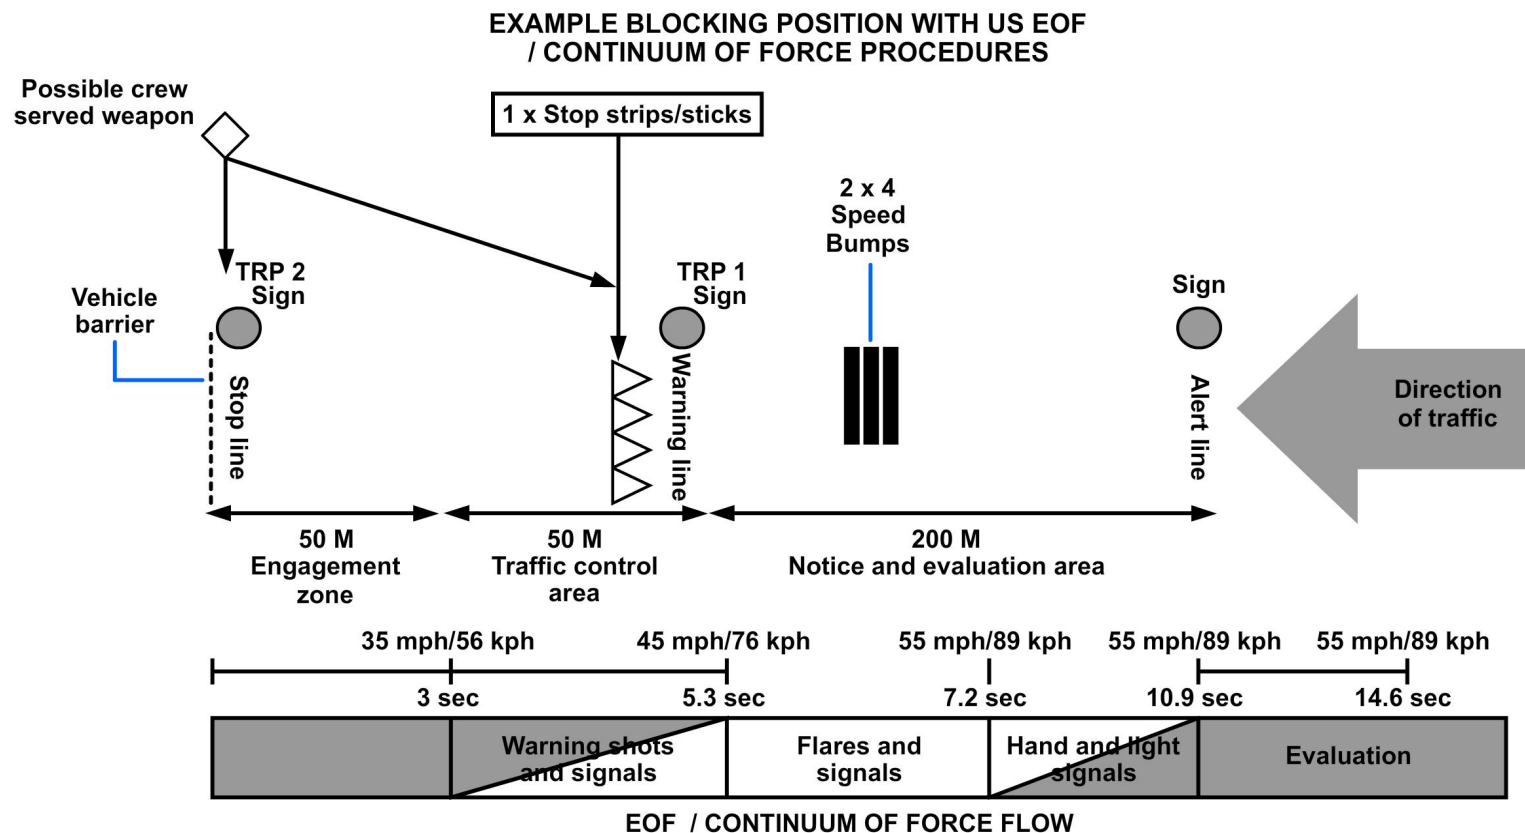 EXAMPLE BLOCKING POSITION WITH US EOF
/ CONTINUUM OF FORCE PROCEDURES
Possible crew
served weapon
1 x Stop strips/sticks
2 x 4
Speed
Bumps
TRP 2
Sign
TRP 1
Sign
Sign
Vehicle
barrier
Stop line
Warning line
Alert line
Direction
of traffic
50 M
Engagement
zone
50 M
Traffic control
area
200 M
Notice and evaluation area
35 mph/56 kph
45 mph/76 kph
55 mph/89 kph
55 mph/89 kph
55 mph/89 kph
3 sec
5.3 sec
7.2 sec
10.9 sec
14.6 sec
Warning shots
and signals
Flares and
signals
Hand and light
signals
Evaluation
EOF / CONTINUUM OF FORCE FLOW